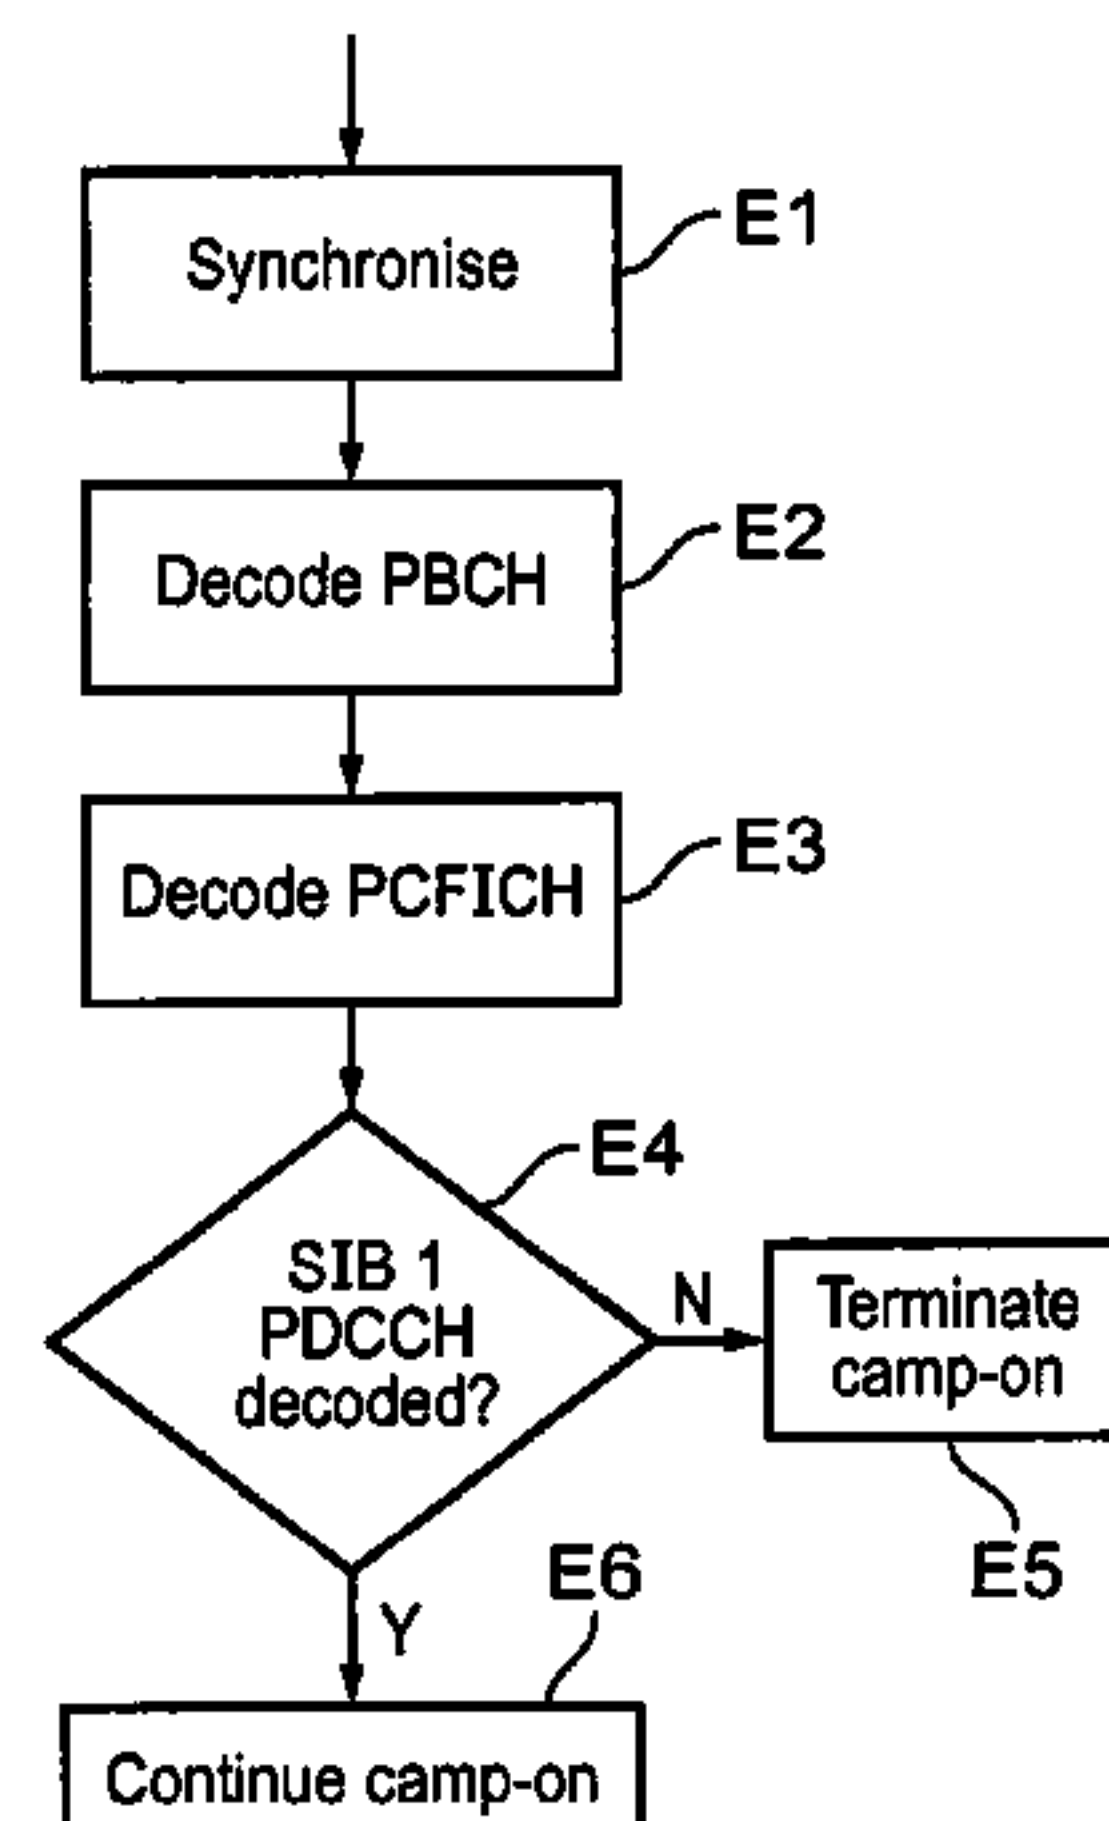 Synchronise
E1
Decode PBCH
E2
Decode PCFICH
E3
E4
SIB 1
PDCCH
decoded?
N
Terminate
camp-on
E5
Y
E6
Continue camp-on